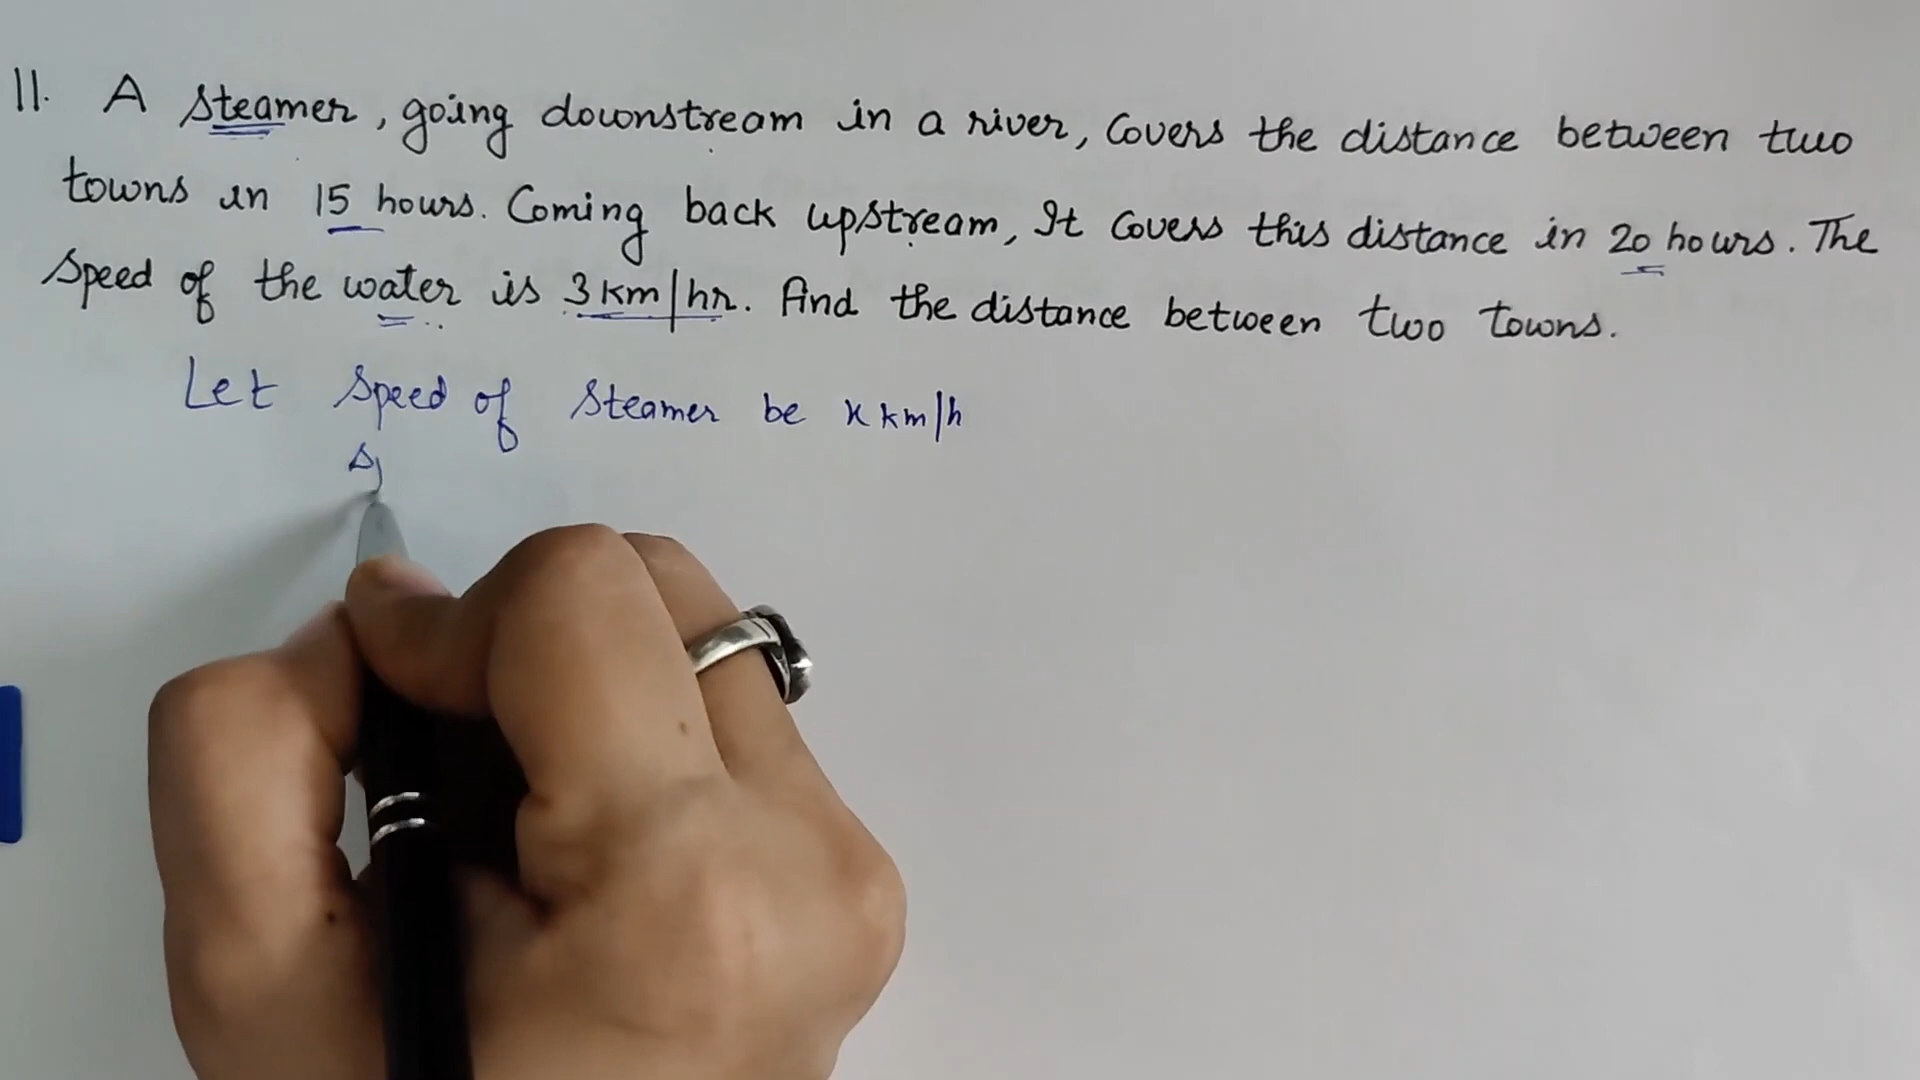 11. A steamer, going downstream in a river, Covers the distance between two
towns in 15 hours. Coming back upstream, It Covers this distance in 20 hours. The
Speed of the water is 3 km/hr. Find the distance between two towns.
Let Speed of Steamer be x km/h